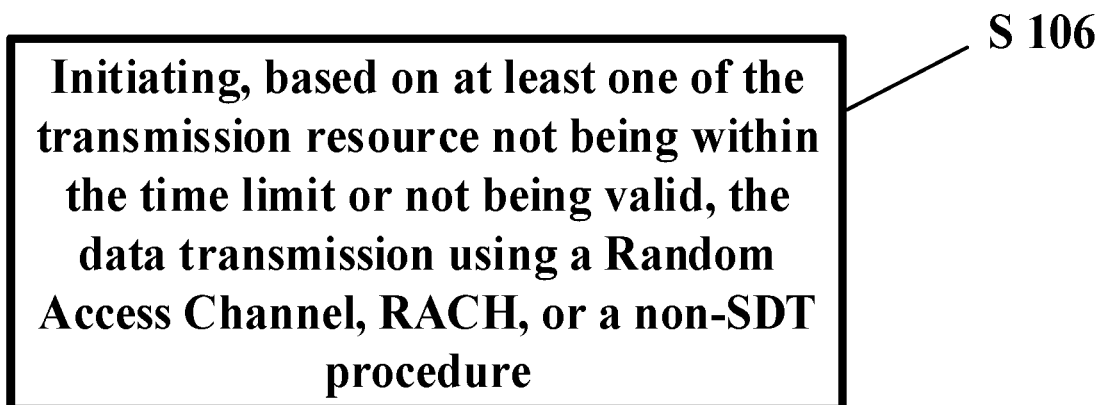 S 106
Initiating, based on at least one of the
transmission resource not being within
the time limit or not being valid, the
data transmission using a Random
Access Channel, RACH, or a non-SDT
procedure